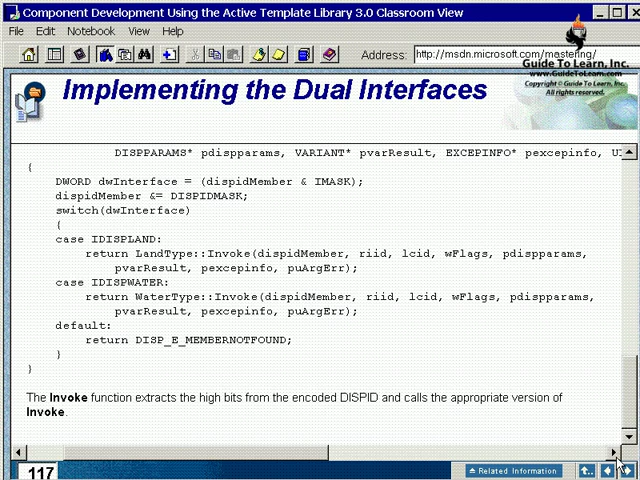 Component Development Using the Active Template Library 3.0 Classroom View
File Edit Notebook View Help
Address: http://msdn.microsoft.com/mastering/
Guide To Learn, Inc.
www.GuideToLearn.com
Copyright © Guide To Learn, Inc.
All rights reserved.
Implementing the Dual Interfaces
DISPPARAMS* pdispparams, VARIANT* pvarResult, EXCEPINFO* pexcepinfo, UI
{
DWORD dwInterface = (dispidMember & IMASK);
dispidMember &= DISPIDMASK;
switch(dwInterface)
{
case IDISPLAND:
return LandType::Invoke(dispidMember, riid, lcid, wFlags, pdispparams,
pvarResult, pexcepinfo, puArgErr);
case IDISPWATER:
return WaterType::Invoke(dispidMember, riid, lcid, wFlags, pdispparams,
pvarResult, pexcepinfo, puArgErr);
default:
return DISP_E_MEMBERNOTFOUND;
}
}
The Invoke function extracts the high bits from the encoded DISPID and calls the appropriate version of
Invoke.
117
Related Information